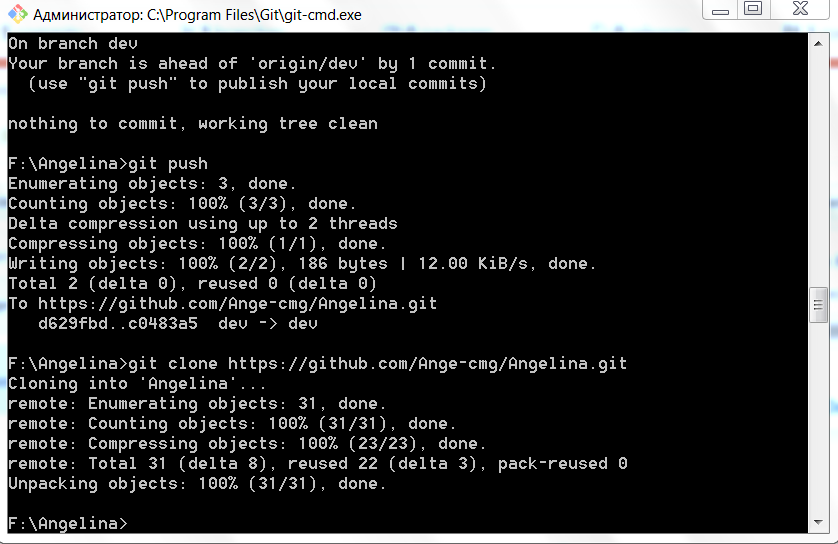 Администратор: C:\Program Files\Git\git-cmd.exe
On branch dev
Your branch is ahead of 'origin/dev' by 1 commit.
  (use "git push" to publish your local commits)
nothing to commit, working tree clean
F:\Angelina>git push
Enumerating objects: 3, done.
Counting objects: 100% (3/3), done.
Delta compression using up to 2 threads
Compressing objects: 100% (1/1), done.
Writing objects: 100% (2/2), 186 bytes | 12.00 KiB/s, done.
Total 2 (delta 0), reused 0 (delta 0)
To https://github.com/Ange-cmg/Angelina.git
   d629fbd..c0483a5  dev -> dev
F:\Angelina>git clone https://github.com/Ange-cmg/Angelina.git
Cloning into 'Angelina'...
remote: Enumerating objects: 31, done.
remote: Counting objects: 100% (31/31), done.
remote: Compressing objects: 100% (23/23), done.
remote: Total 31 (delta 8), reused 22 (delta 3), pack-reused 0
Unpacking objects: 100% (31/31), done.
F:\Angelina>